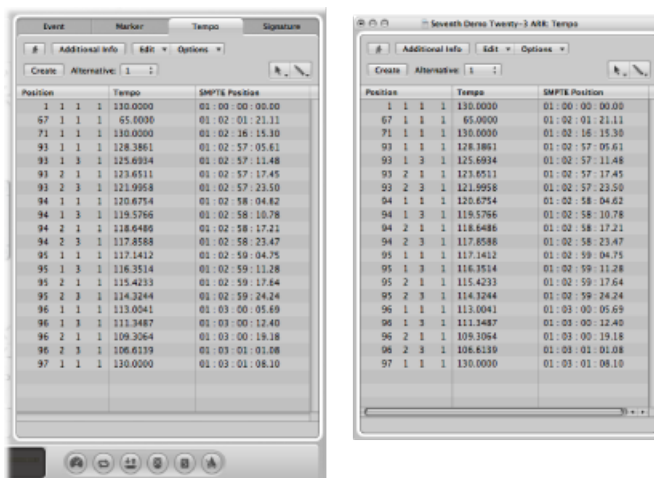 Event Marker Tempo Signature
Additional Info Edit Options
Create Alternative: 1
Position Tempo SMPTE Position
1 1 1 1 130.0000 01:00:00:00.00
67 1 1 1 65.0000 01:02:01:21.11
71 1 1 1 130.0000 01:02:16:15.30
93 1 1 1 128.3861 01:02:57:05.61
93 1 3 1 125.6934 01:02:57:11.48
93 2 1 1 123.6511 01:02:57:17.45
93 2 3 1 121.9958 01:02:57:23.50
94 1 1 1 120.6754 01:02:58:04.62
94 1 3 1 119.5766 01:02:58:10.78
94 2 1 1 118.6486 01:02:58:17.21
94 2 3 1 117.8588 01:02:58:23.47
95 1 1 1 117.1412 01:02:59:04.75
95 1 3 1 116.3514 01:02:59:11.28
95 2 1 1 115.4233 01:02:59:17.64
95 2 3 1 114.3244 01:02:59:24.24
96 1 1 1 113.0041 01:03:00:05.69
96 1 3 1 111.3487 01:03:00:12.40
96 2 1 1 109.3064 01:03:00:19.18
96 2 3 1 106.6139 01:03:01:01.08
97 1 1 1 130.0000 01:03:01:08.10
Seventh Demo Twenty-3 ARR: Tempo
Additional Info Edit Options
Create Alternative: 1
Position Tempo SMPTE Position
1 1 1 1 130.0000 01:00:00:00.00
67 1 1 1 65.0000 01:02:01:21.11
71 1 1 1 130.0000 01:02:16:15.30
93 1 1 1 128.3861 01:02:57:05.61
93 1 3 1 125.6934 01:02:57:11.48
93 2 1 1 123.6511 01:02:57:17.45
93 2 3 1 121.9958 01:02:57:23.50
94 1 1 1 120.6754 01:02:58:04.62
94 1 3 1 119.5766 01:02:58:10.78
94 2 1 1 118.6486 01:02:58:17.21
94 2 3 1 117.8588 01:02:58:23.47
95 1 1 1 117.1412 01:02:59:04.75
95 1 3 1 116.3514 01:02:59:11.28
95 2 1 1 115.4233 01:02:59:17.64
95 2 3 1 114.3244 01:02:59:24.24
96 1 1 1 113.0041 01:03:00:05.69
96 1 3 1 111.3487 01:03:00:12.40
96 2 1 1 109.3064 01:03:00:19.18
96 2 3 1 106.6139 01:03:01:01.08
97 1 1 1 130.0000 01:03:01:08.10